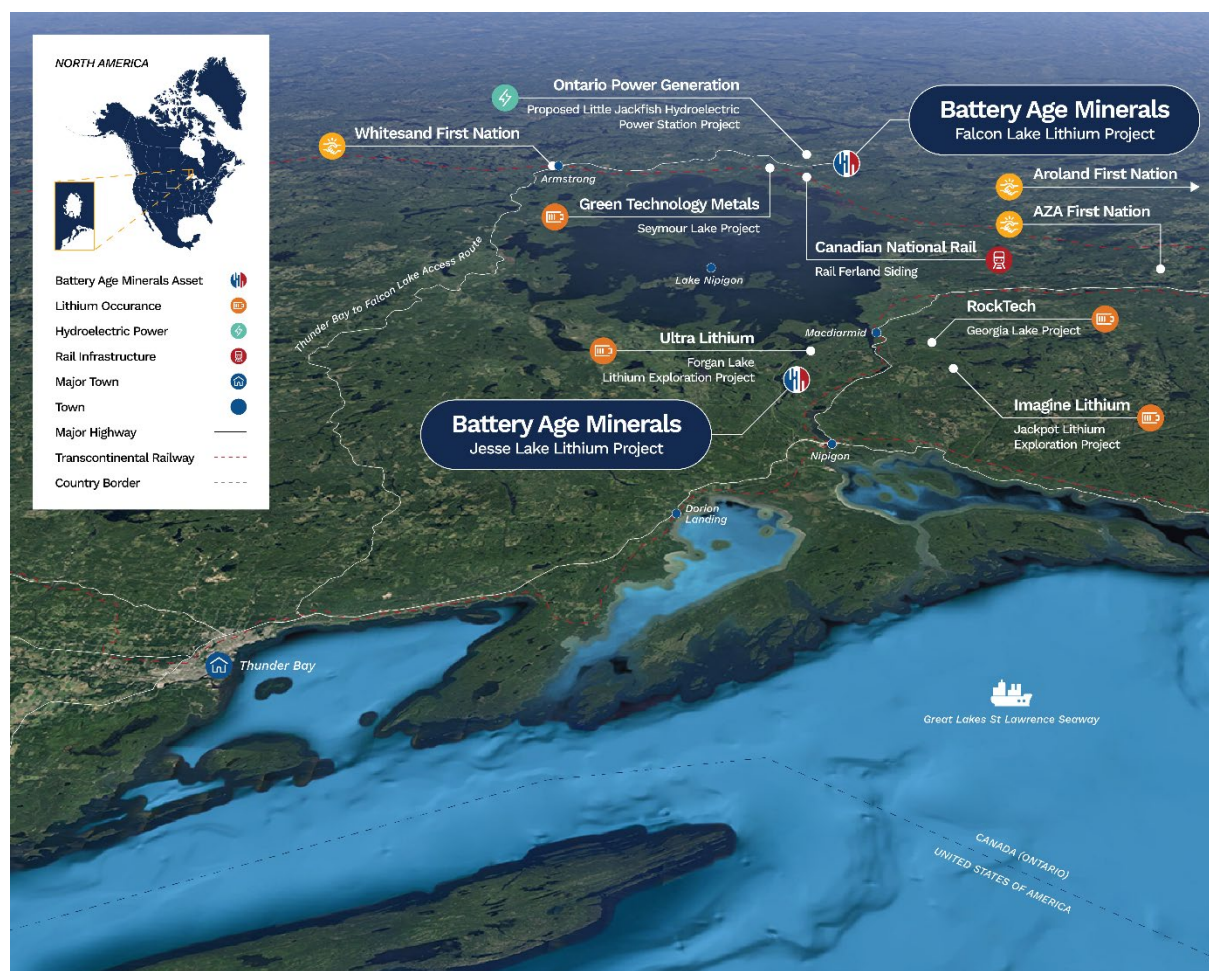 NORTH AMERICA
Battery Age Minerals Asset
Lithium Occurance
Hydroelectric Power
Rail Infrastructure
Major Town
Town
Major Highway
Transcontinental Railway
Country Border
Ontario Power Generation
Proposed Little Jackfish Hydroelectric
Power Station Project
Battery Age Minerals
Falcon Lake Lithium Project
Whitesand First Nation
Armstrong
Aroland First Nation
AZA First Nation
Green Technology Metals
Seymour Lake Project
Canadian National Rail
Rail Ferland Siding
Thunder Bay to Falcon Lake Access Route
Lake Nipigon
RockTech
Georgia Lake Project
Macdiarmid
Ultra Lithium
Forgan Lake
Lithium Exploration Project
Battery Age Minerals
Jesse Lake Lithium Project
Imagine Lithium
Jackpot Lithium
Exploration Project
Nipigon
Dorion
Landing
Thunder Bay
Great Lakes St Lawrence Seaway
CANADA (ONTARIO)
UNITED STATES OF AMERICA